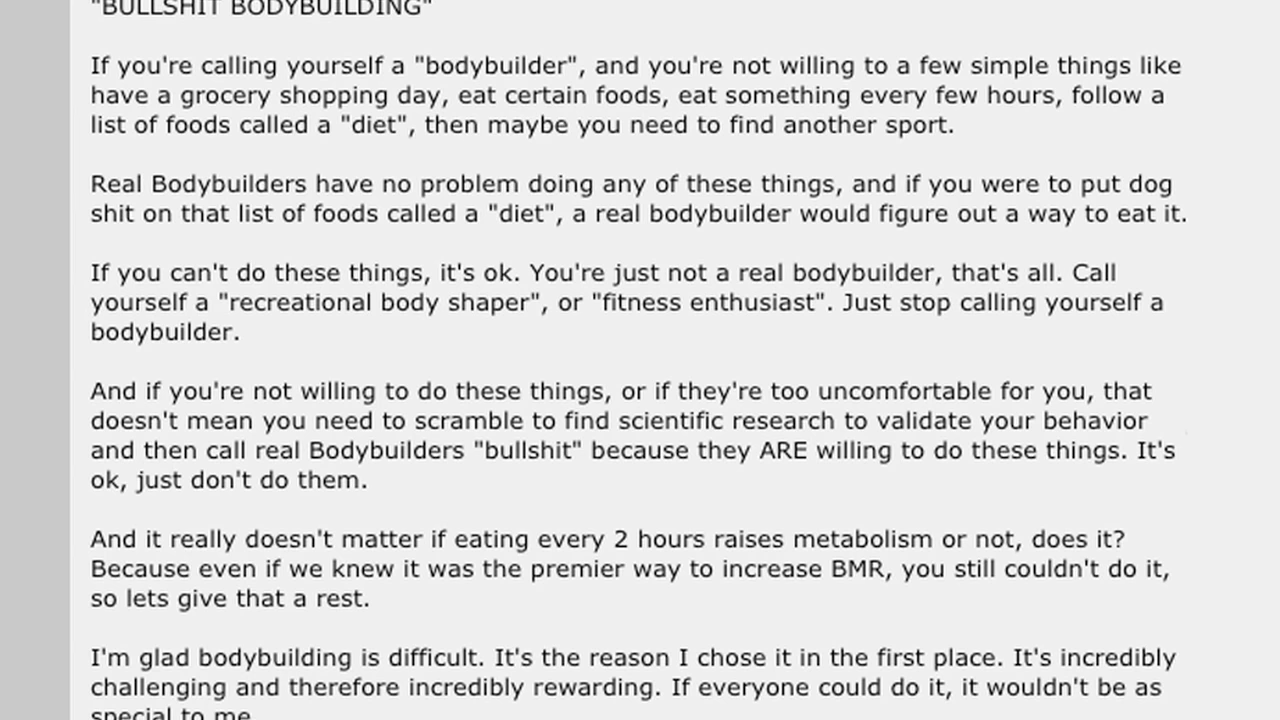 "BULLSHIT BODYBUILDING"
If you're calling yourself a "bodybuilder", and you're not willing to a few simple things like
have a grocery shopping day, eat certain foods, eat something every few hours, follow a
list of foods called a "diet", then maybe you need to find another sport.
Real Bodybuilders have no problem doing any of these things, and if you were to put dog
shit on that list of foods called a "diet", a real bodybuilder would figure out a way to eat it.
If you can't do these things, it's ok. You're just not a real bodybuilder, that's all. Call
yourself a "recreational body shaper", or "fitness enthusiast". Just stop calling yourself a
bodybuilder.
And if you're not willing to do these things, or if they're too uncomfortable for you, that
doesn't mean you need to scramble to find scientific research to validate your behavior
and then call real Bodybuilders "bullshit" because they ARE willing to do these things. It's
ok, just don't do them.
And it really doesn't matter if eating every 2 hours raises metabolism or not, does it?
Because even if we knew it was the premier way to increase BMR, you still couldn't do it,
so lets give that a rest.
I'm glad bodybuilding is difficult. It's the reason I chose it in the first place. It's incredibly
challenging and therefore incredibly rewarding. If everyone could do it, it wouldn't be as
special to me